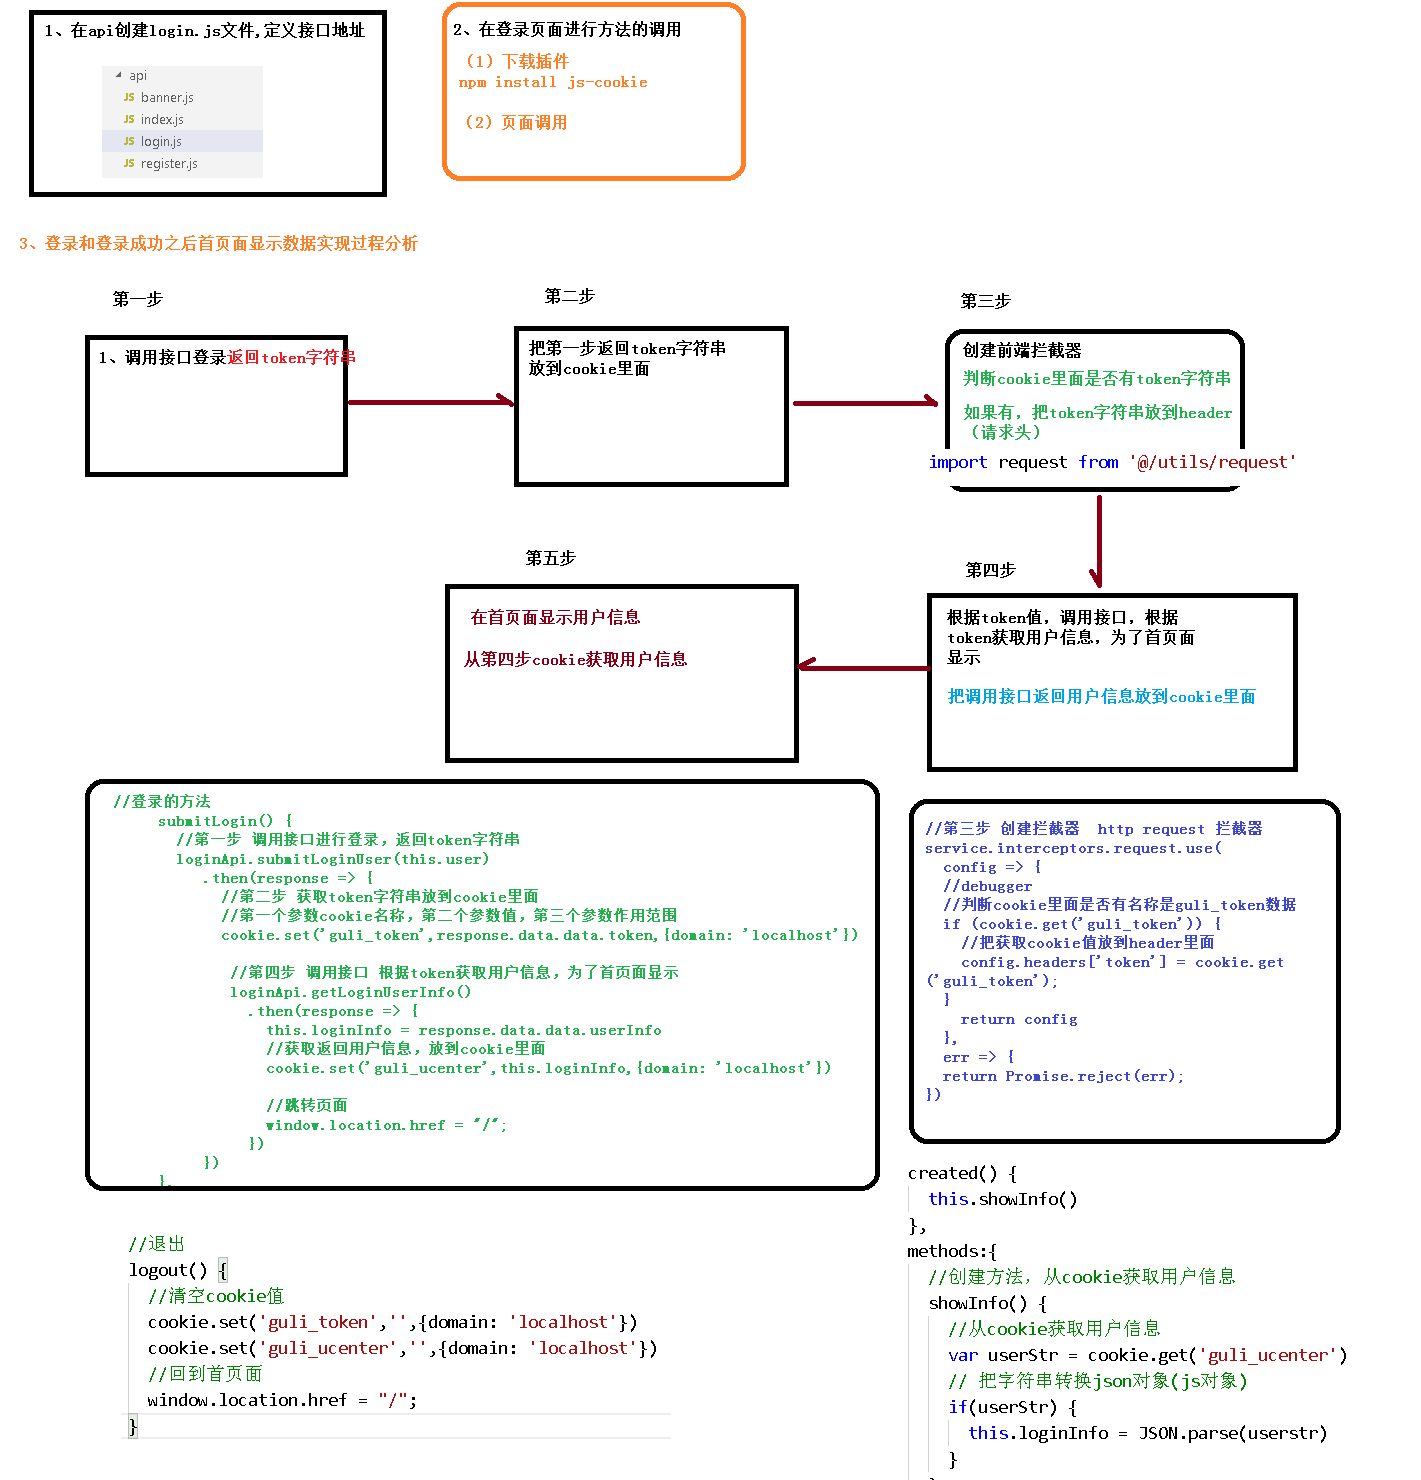 1、在api创建login.js文件,定义接口地址
api
JS banner.js
JS index.js
JS login.js
JS register.js
2、在登录页面进行方法的调用
（1）下载插件
npm install js-cookie
（2）页面调用
3、登录和登录成功之后首页面显示数据实现过程分析
第一步
1、调用接口登录返回token字符串
第二步
把第一步返回token字符串
放到cookie里面
第三步
创建前端拦截器
判断cookie里面是否有token字符串
如果有，把token字符串放到header
（请求头）
import request from '@/utils/request'
第四步
根据token值，调用接口，根据
token获取用户信息，为了首页面
显示
把调用接口返回用户信息放到cookie里面
第五步
在首页面显示用户信息
从第四步cookie获取用户信息
//登录的方法
submitLogin() {
//第一步 调用接口进行登录，返回token字符串
loginApi.submitLoginUser(this.user)
.then(response => {
//第二步 获取token字符串放到cookie里面
//第一个参数cookie名称，第二个参数值，第三个参数作用范围
cookie.set('guli_token',response.data.data.token,{domain: 'localhost'})
//第四步 调用接口 根据token获取用户信息，为了首页面显示
loginApi.getLoginUserInfo()
.then(response => {
this.loginInfo = response.data.data.userInfo
//获取返回用户信息，放到cookie里面
cookie.set('guli_ucenter',this.loginInfo,{domain: 'localhost'})
//跳转页面
window.location.href = "/";
})
})
},
//第三步 创建拦截器  http request 拦截器
service.interceptors.request.use(
config => {
//debugger
//判断cookie里面是否有名称是guli_token数据
if (cookie.get('guli_token')) {
//把获取cookie值放到header里面
config.headers['token'] = cookie.get
('guli_token');
}
return config
},
err => {
return Promise.reject(err);
})
//退出
logout() {
//清空cookie值
cookie.set('guli_token','',{domain: 'localhost'})
cookie.set('guli_ucenter','',{domain: 'localhost'})
//回到首页面
window.location.href = "/";
}
created() {
this.showInfo()
},
methods:{
//创建方法，从cookie获取用户信息
showInfo() {
//从cookie获取用户信息
var userStr = cookie.get('guli_ucenter')
// 把字符串转换json对象(js对象)
if(userStr) {
this.loginInfo = JSON.parse(userstr)
}